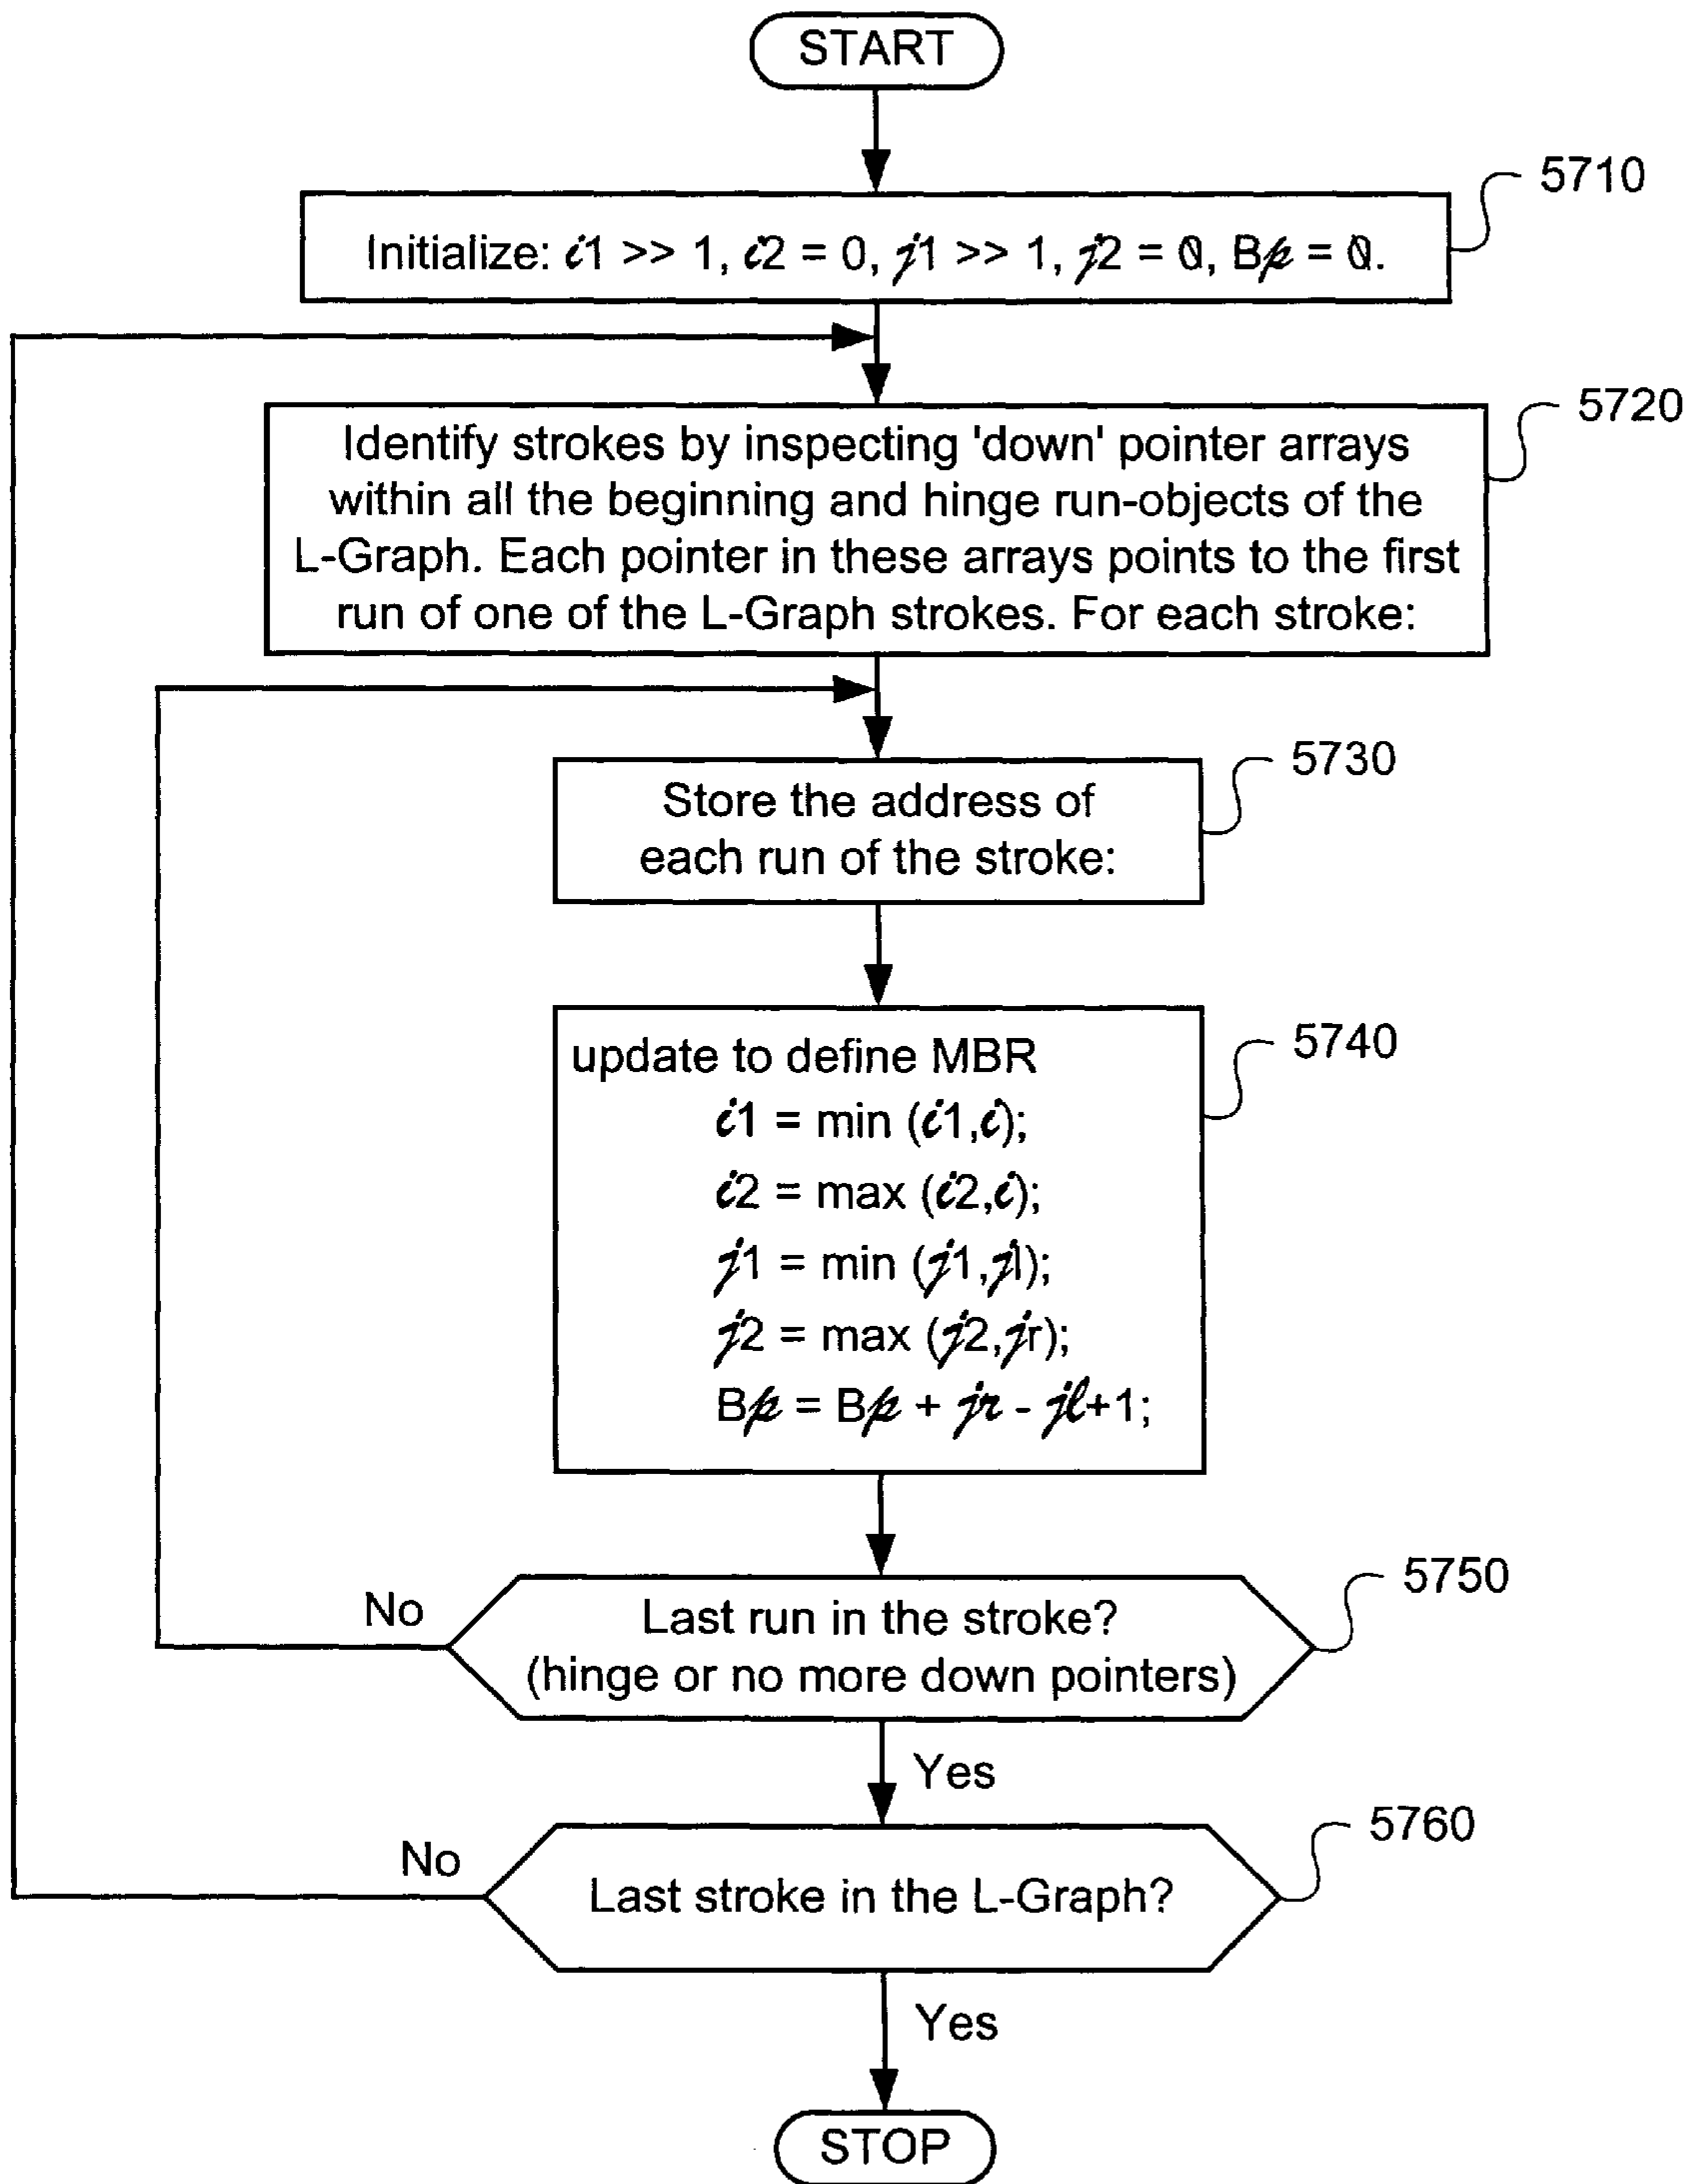 START
5710
Initialize: i1 >> 1, i2 = 0, j1 >> 1, j2 = 0, Bp = 0.
5720
Identify strokes by inspecting 'down' pointer arrays
within all the beginning and hinge run-objects of the
L-Graph. Each pointer in these arrays points to the first
run of one of the L-Graph strokes. For each stroke:
5730
Store the address of
each run of the stroke:
5740
update to define MBR
i1 = min (i1,i);
i2 = max (i2,i);
j1 = min (j1,jl);
j2 = max (j2,jr);
Bp = Bp + jr - jl+1;
5750
No
Last run in the stroke?
(hinge or no more down pointers)
Yes
5760
No
Last stroke in the L-Graph?
Yes
STOP